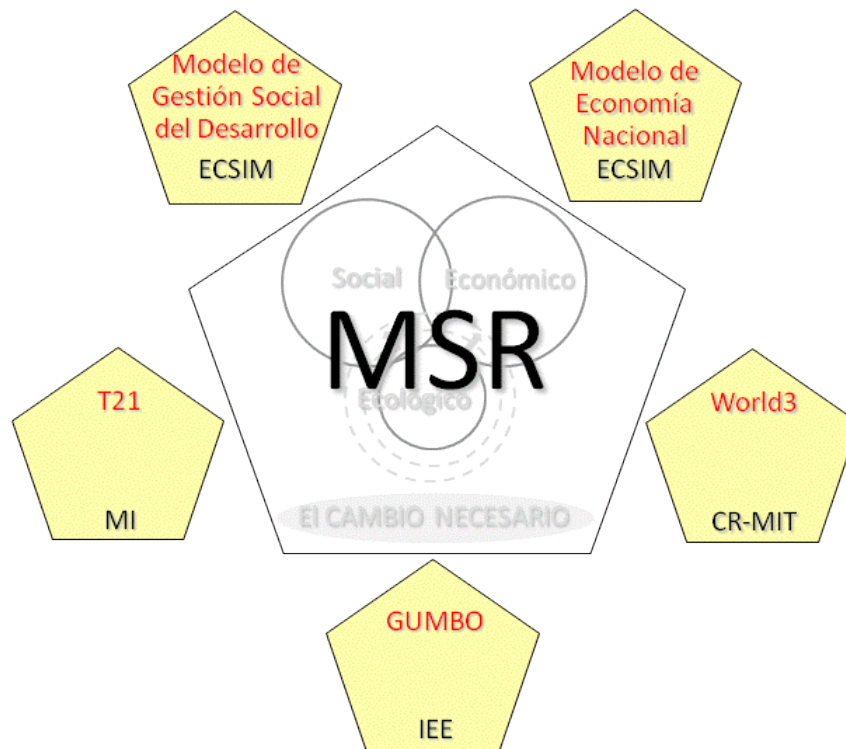 Modelo de
Gestión Social
del Desarrollo
ECSIM
Modelo de
Economía
Nacional
ECSIM
Social
Económico
MSR
Ecológico
El CAMBIO NECESARIO
T21
MI
World3
CR-MIT
GUMBO
IEE